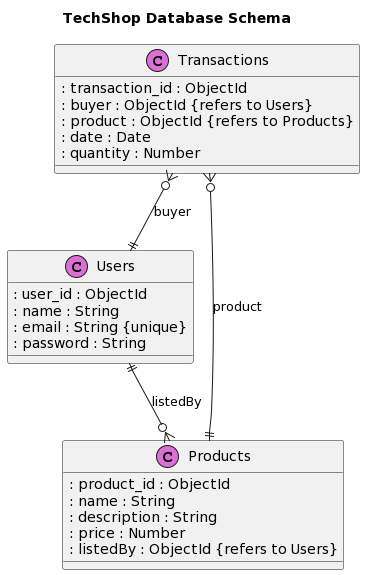 TechShop Database Schema
C Transactions
: transaction_id : ObjectId
: buyer : ObjectId {refers to Users}
: product : ObjectId {refers to Products}
: date : Date
: quantity : Number
buyer
C Users
: user_id : ObjectId
: name : String
: email : String {unique}
: password : String
product
listedBy
C Products
: product_id : ObjectId
: name : String
: description : String
: price : Number
: listedBy : ObjectId {refers to Users}